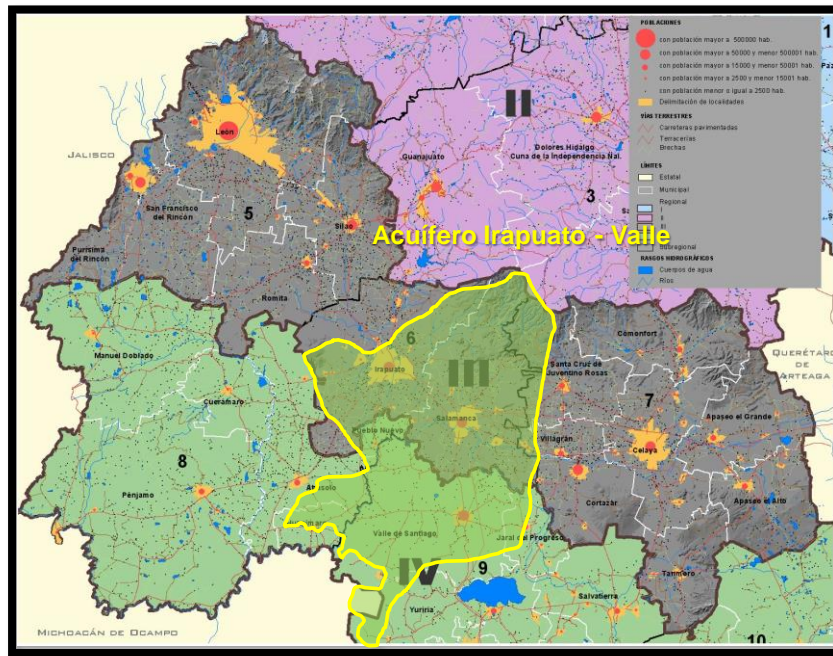 POBLACIONES
con población mayor a 500000 hab.
con población mayor a 50000 y menor 500001 hab.
con población mayor a 15000 y menor 50001 hab.
con población mayor a 2500 y menor 15001 hab.
con población menor o igual a 2500 hab.
Delimitación de localidades
VÍAS TERRESTRES
Carreteras pavimentadas
Terracerías
Brechas
LÍMITES
Estatal
Municipal
Regional
I
II
Subregional
RASGOS HIDROGRÁFICOS
Cuerpos de agua
Ríos
1
II
León
JALISCO
Guanajuato
Dolores Hidalgo
Cuna de la Independencia Nal.
3
San Francisco
del Rincón
5
Silao
Acuífero Irapuato - Valle
Purísima
del Rincón
Romita
6
Comonfort
Manuel Doblado
III
Irapuato
Santa Cruz de
Juventino Rosas
QUERÉTARO
DE
ARTEAGA
Cuerámaro
7
Apaseo el Grande
Salamanca
Pueblo Nuevo
Villagrán
Celaya
8
Pénjamo
Cortazar
Apaseo el Alto
Valle de Santiago
Jaral del Progreso
IV
9
Tarimoro
Yuriria
Salvatierra
MICHOACÁN DE OCAMPO
10